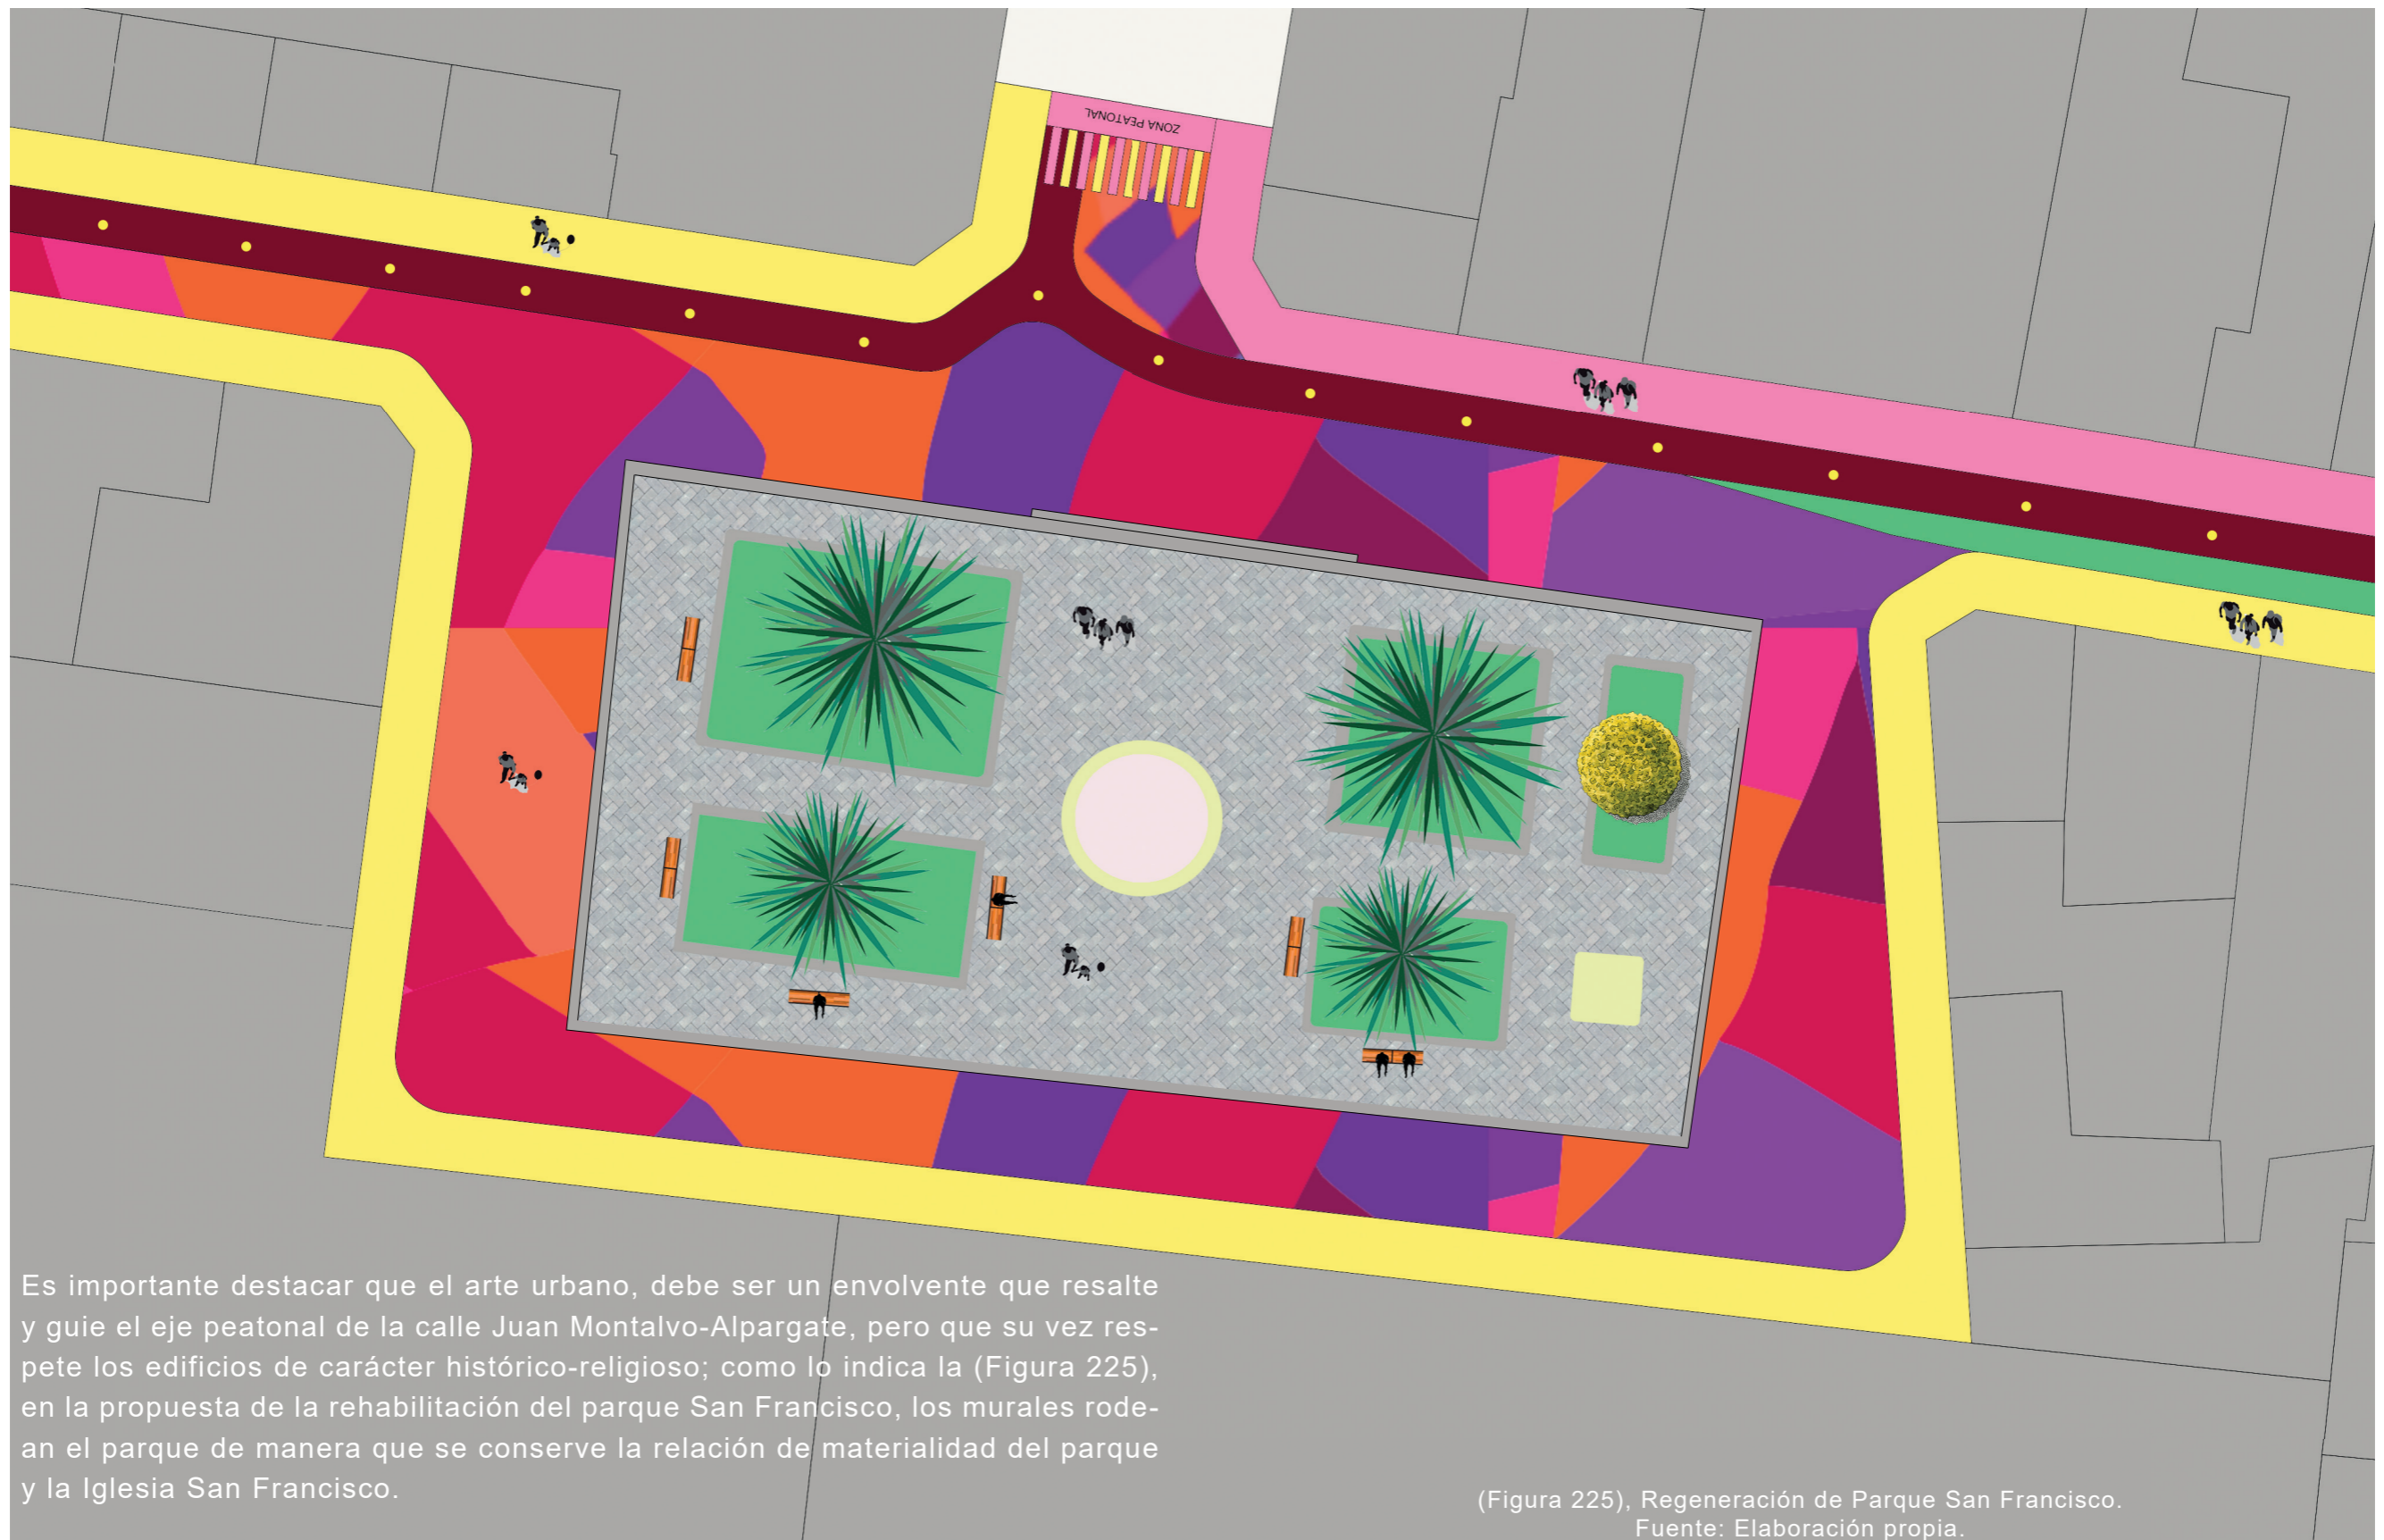 ZONA PEATONAL
Es importante destacar que el arte urbano, debe ser un envolvente que resalte
y guie el eje peatonal de la calle Juan Montalvo-Alpargate, pero que su vez res-
pete los edificios de carácter histórico-religioso; como lo indica la (Figura 225),
en la propuesta de la rehabilitación del parque San Francisco, los murales rode-
an el parque de manera que se conserve la relación de materialidad del parque
y la Iglesia San Francisco.
(Figura 225), Regeneración de Parque San Francisco.
Fuente: Elaboración propia.